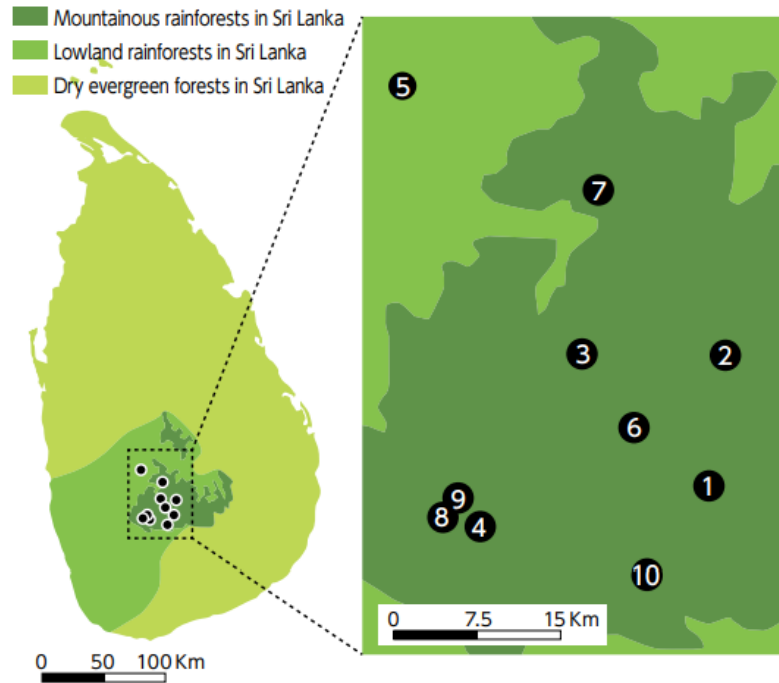 Mountainous rainforests in Sri Lanka
Lowland rainforests in Sri Lanka
Dry evergreen forests in Sri Lanka
5
7
3
2
6
1
9
8
4
10
0 7.5 15 Km
0 50 100 Km